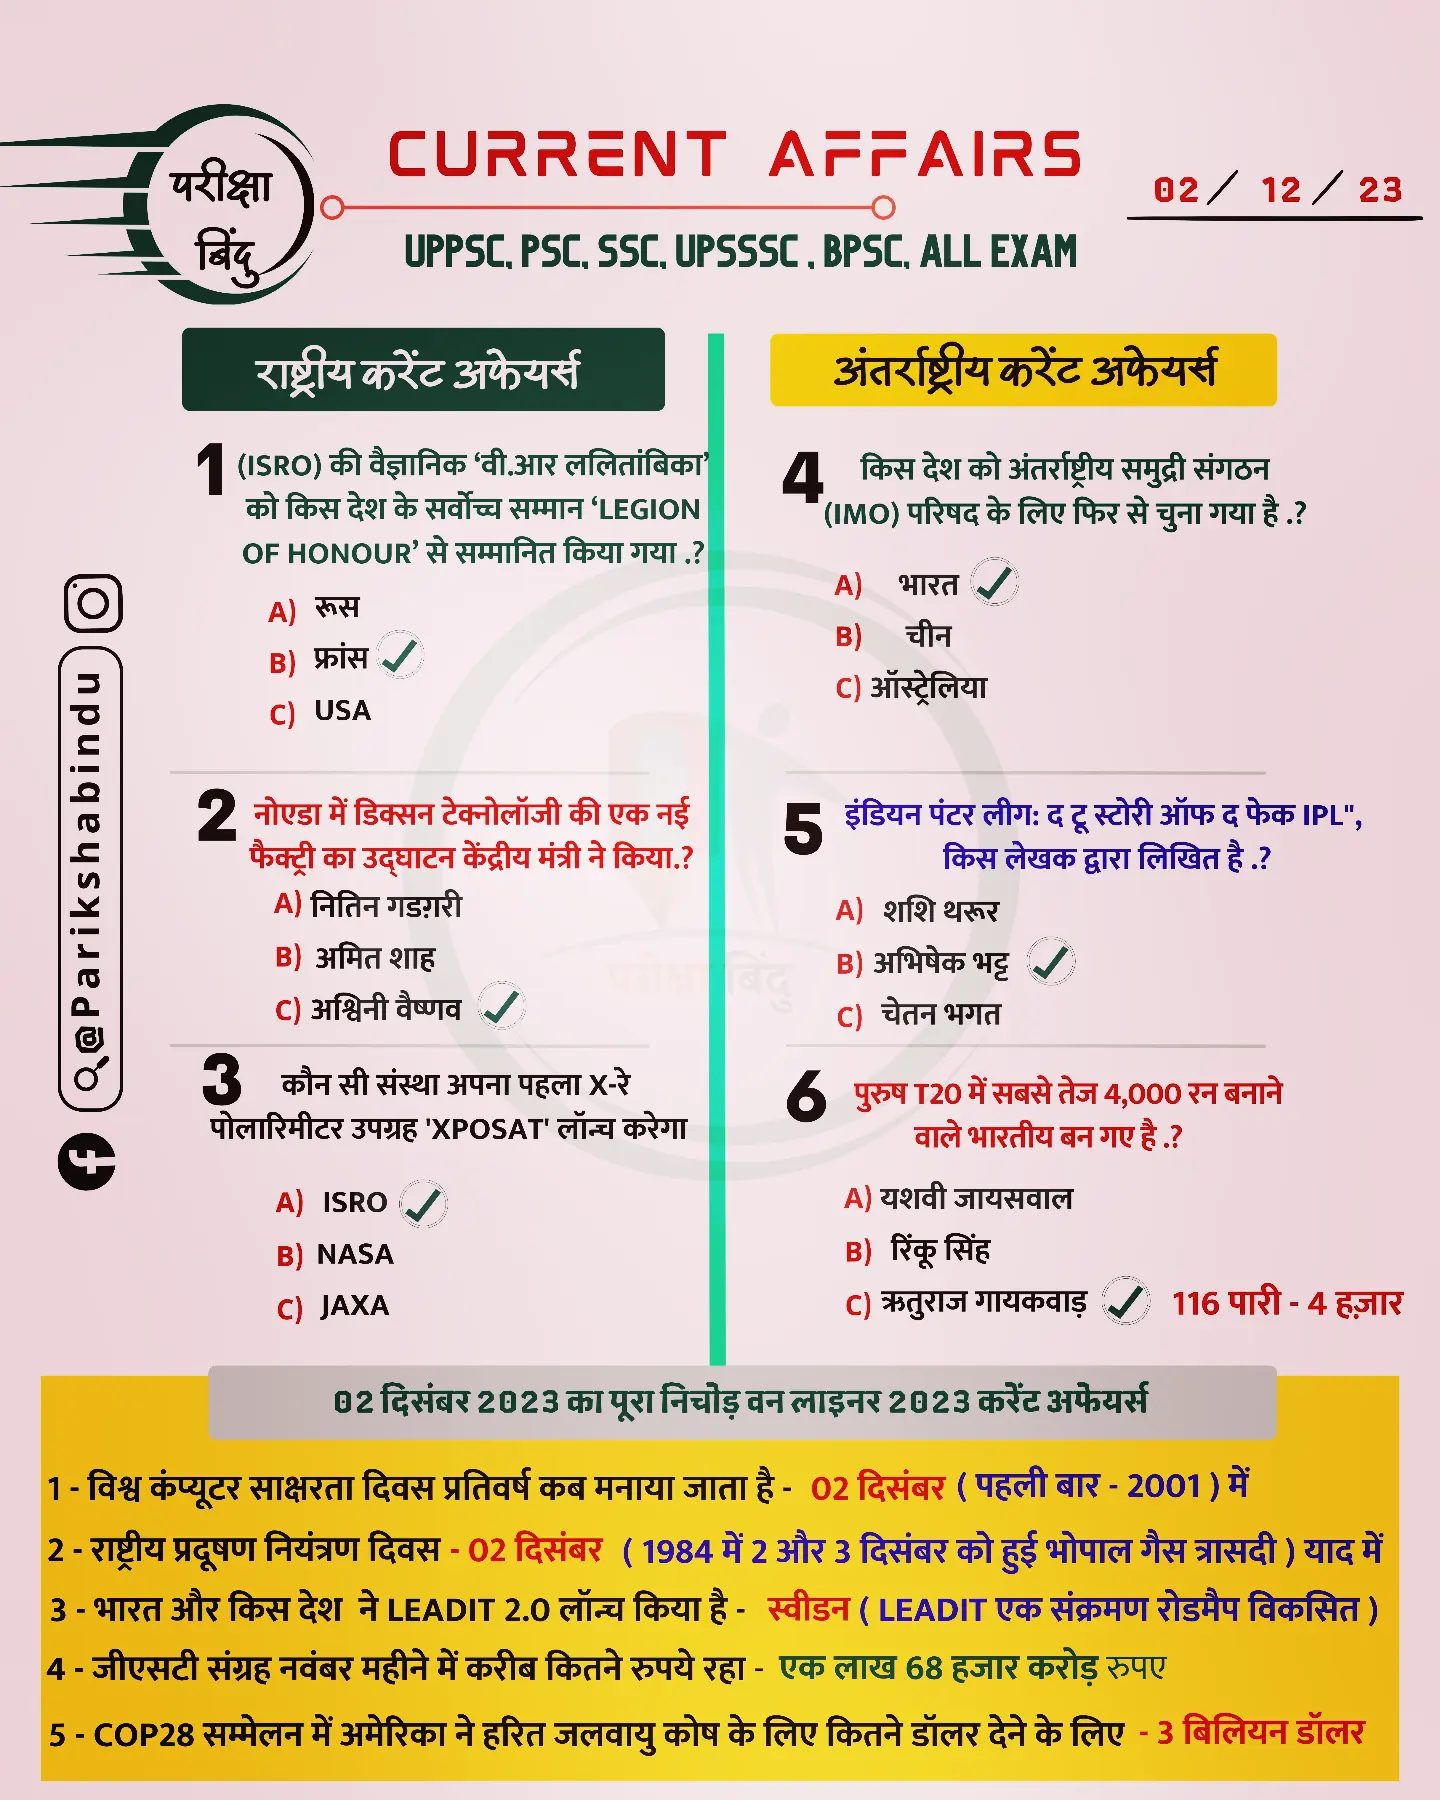 परीक्षा
बिंदु
CURRENT AFFAIRS
02/ 12/ 23
UPPSC, PSC, SSC, UPSSSC , BPSC, ALL EXAM
राष्ट्रीय करेंट अफेयर्स
1 (ISRO) की वैज्ञानिक ‘वी.आर ललितांबिका’
को किस देश के सर्वोच्च सम्मान ‘LEGION
OF HONOUR’ से सम्मानित किया गया .?
A) रूस
B) फ्रांस
C) USA
2 नोएडा में डिक्सन टेक्नोलॉजी की एक नई
फैक्ट्री का उद्घाटन केंद्रीय मंत्री ने किया.?
A) नितिन गडग़री
B) अमित शाह
C) अश्विनी वैष्णव
3 कौन सी संस्था अपना पहला X-रे
पोलारिमीटर उपग्रह 'XPOSAT' लॉन्च करेगा
A) ISRO
B) NASA
C) JAXA
अंतर्राष्ट्रीय करेंट अफेयर्स
4 किस देश को अंतर्राष्ट्रीय समुद्री संगठन
(IMO) परिषद के लिए फिर से चुना गया है .?
A) भारत
B) चीन
C) ऑस्ट्रेलिया
5 इंडियन पंटर लीग: द टू स्टोरी ऑफ द फेक IPL",
किस लेखक द्वारा लिखित है .?
A) शशि थरूर
B) अभिषेक भट्ट
C) चेतन भगत
6 पुरुष T20 में सबसे तेज 4,000 रन बनाने
वाले भारतीय बन गए है .?
A) यशवी जायसवाल
B) रिंकू सिंह
C) ऋतुराज गायकवाड़ 116 पारी - 4 हज़ार
@Parikshabindu
परीक्षा बिंदु
02 दिसंबर 2023 का पूरा निचोड़ वन लाइनर 2023 करेंट अफेयर्स
1 - विश्व कंप्यूटर साक्षरता दिवस प्रतिवर्ष कब मनाया जाता है - 02 दिसंबर ( पहली बार - 2001 ) में
2 - राष्ट्रीय प्रदूषण नियंत्रण दिवस - 02 दिसंबर ( 1984 में 2 और 3 दिसंबर को हुई भोपाल गैस त्रासदी ) याद में
3 - भारत और किस देश ने LEADIT 2.0 लॉन्च किया है - स्वीडन ( LEADIT एक संक्रमण रोडमैप विकसित )
4 - जीएसटी संग्रह नवंबर महीने में करीब कितने रुपये रहा - एक लाख 68 हजार करोड़ रुपए
5 - COP28 सम्मेलन में अमेरिका ने हरित जलवायु कोष के लिए कितने डॉलर देने के लिए - 3 बिलियन डॉलर